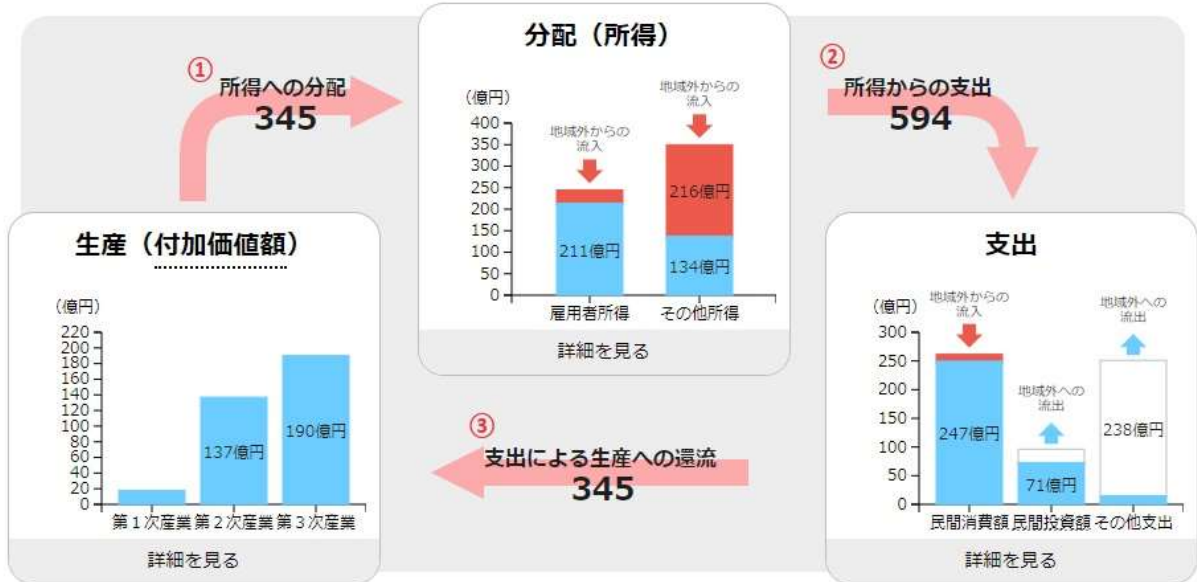 分配（所得）
①
所得への分配
345
②
所得からの支出
594
（億円）
400
350
300
250
200
150
100
50
0
地域外からの
流入
地域外からの
流入
211億円
216億円
134億円
雇用者所得
その他所得
詳細を見る
生産（付加価値額）
（億円）
220
200
180
160
140
120
100
80
60
40
20
0
137億円
190億円
第１次産業
第２次産業
第３次産業
詳細を見る
③
支出による生産への還流
345
支出
（億円）
300
250
200
150
100
50
0
地域外からの
流入
地域外への
流出
地域外への
流出
247億円
71億円
238億円
民間消費額
民間投資額
その他支出
詳細を見る